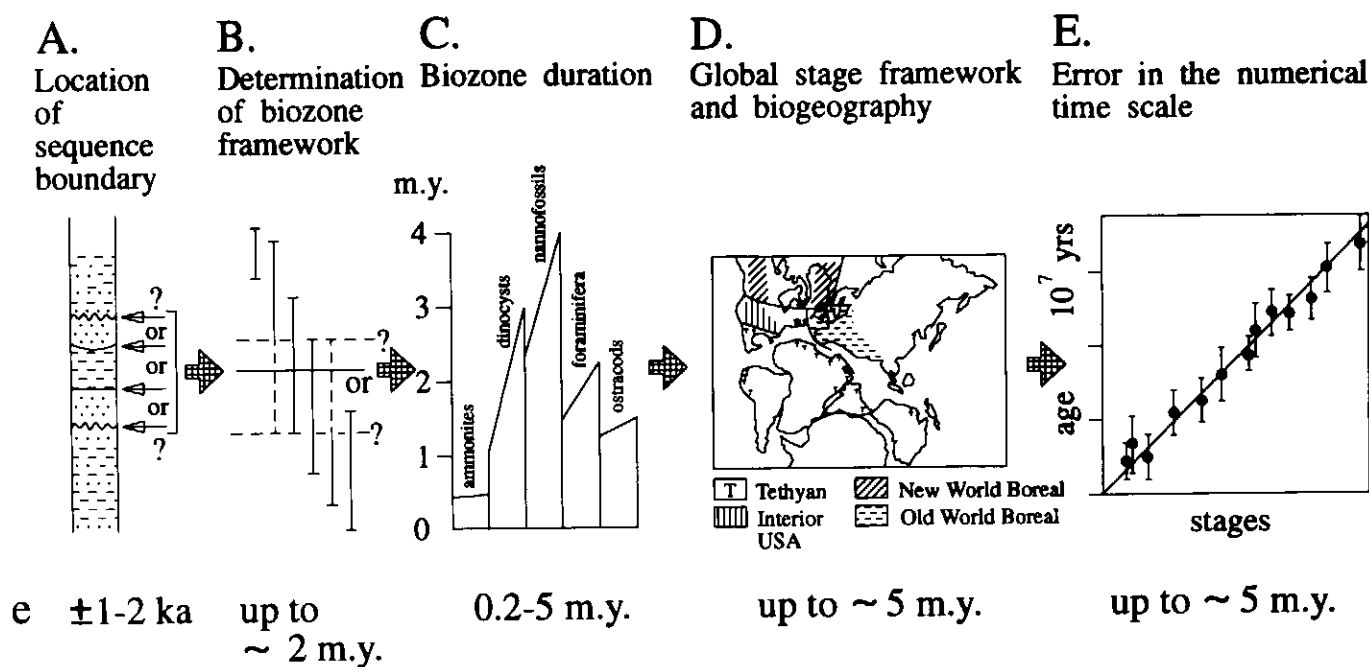 A.
Location
of
sequence
boundary
?
or
or
or
?
B.
Determination
of biozone
framework
?
or
?
C.
Biozone duration
m.y.
4
3
2
1
0
ammonites
dinocysts
nannofossils
foraminifera
ostracods
D.
Global stage framework
and biogeography
T Tethyan
New World Boreal
Interior
USA
Old World Boreal
E.
Error in the numerical
time scale
age 10⁷ yrs
stages
e ±1-2 ka
up to
~ 2 m.y.
0.2-5 m.y.
up to ~ 5 m.y.
up to ~ 5 m.y.